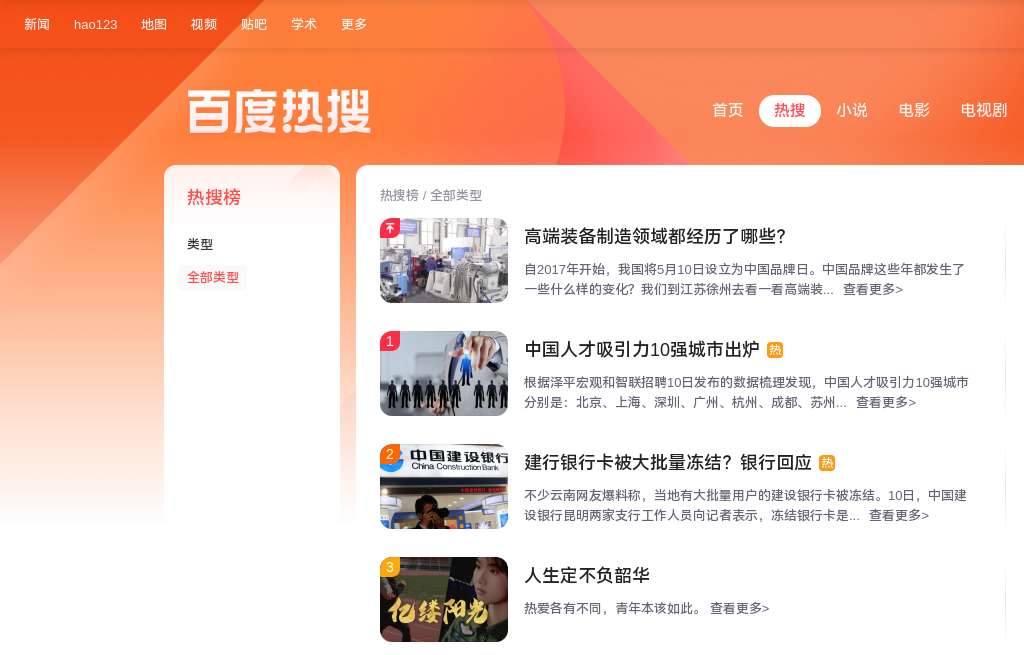 新闻 hao123 地图 视频 贴吧 学术 更多
百度热搜
首页 热搜 小说 电影 电视剧
热搜榜
类型
全部类型
热搜榜 / 全部类型
高端装备制造领域都经历了哪些?
自2017年开始，我国将5月10日设立为中国品牌日。中国品牌这些年都发生了
一些什么样的变化？我们到江苏徐州去看一看高端装... 查看更多>
1
中国人才吸引力10强城市出炉 热
根据泽平宏观和智联招聘10日发布的数据梳理发现，中国人才吸引力10强城市
分别是：北京、上海、深圳、广州、杭州、成都、苏州... 查看更多>
2
中国建设银行
China Construction Bank
建行银行卡被大批量冻结？银行回应 热
不少云南网友爆料称，当地有大批量用户的建设银行卡被冻结。10日，中国建
设银行昆明两家支行工作人员向记者表示，冻结银行卡是... 查看更多>
3
亿缕阳光
人生定不负韶华
热爱各有不同，青年本该如此。 查看更多>